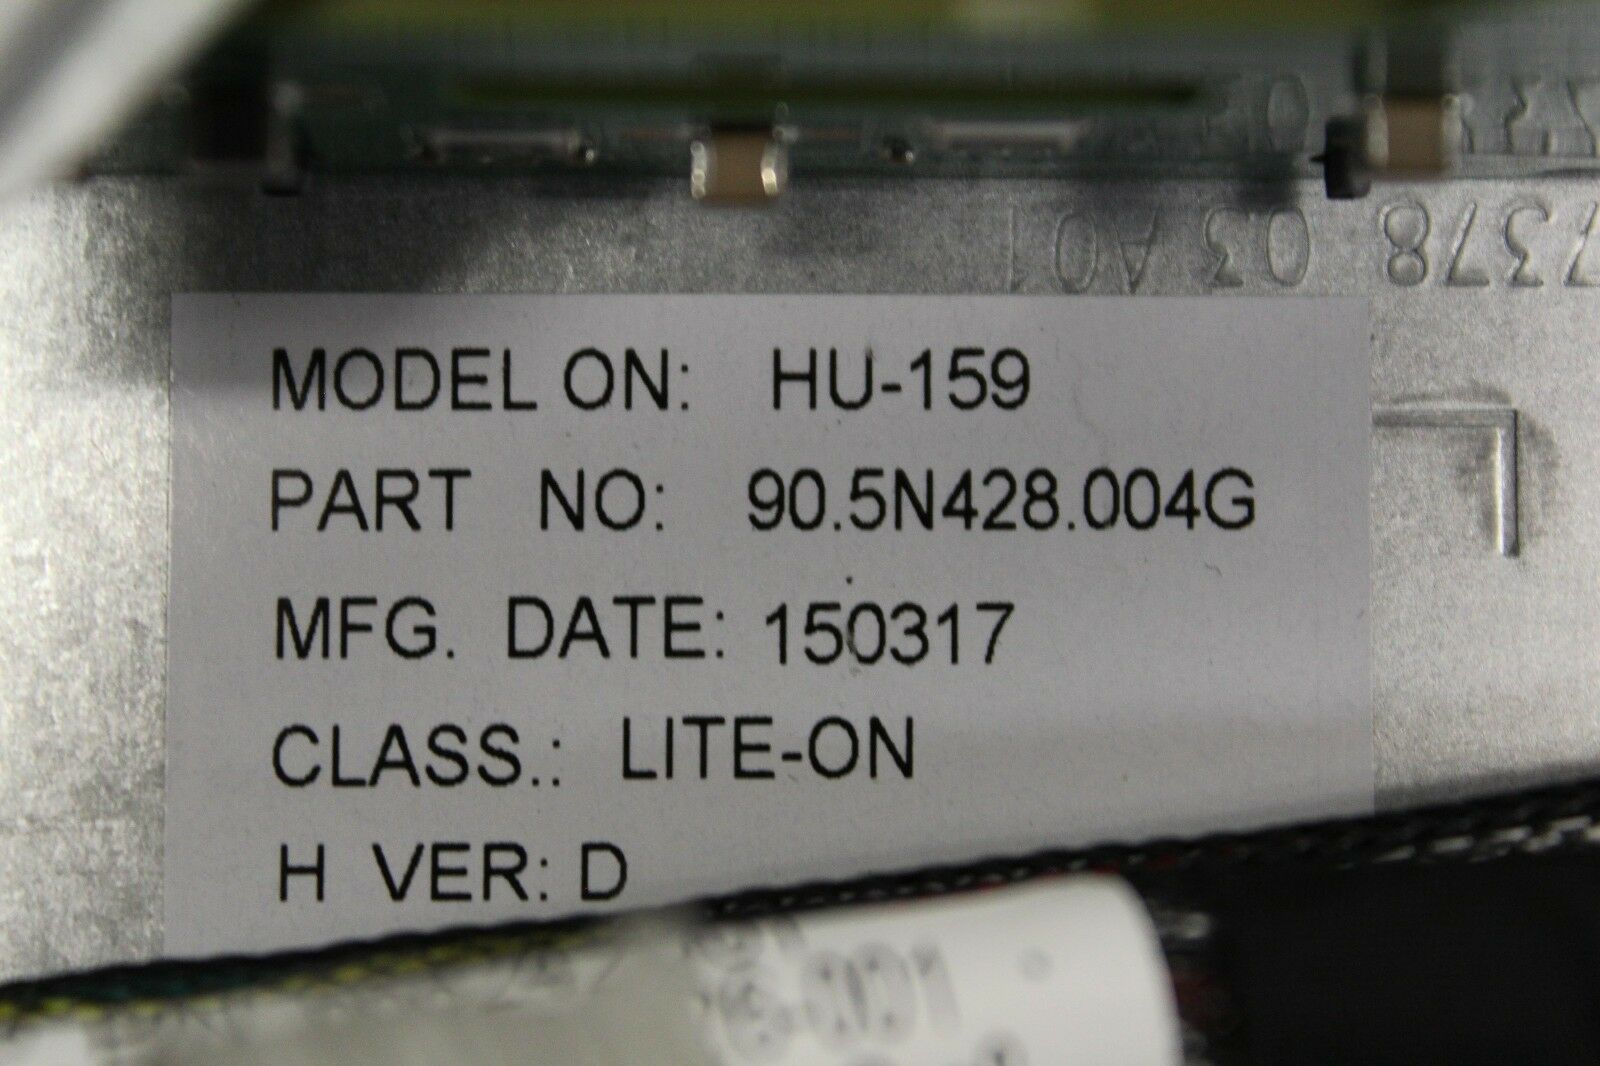 7378 03 A01
MODEL ON: HU-159
PART NO: 90.5N428.004G
MFG. DATE: 150317
CLASS.: LITE-ON
H VER: D